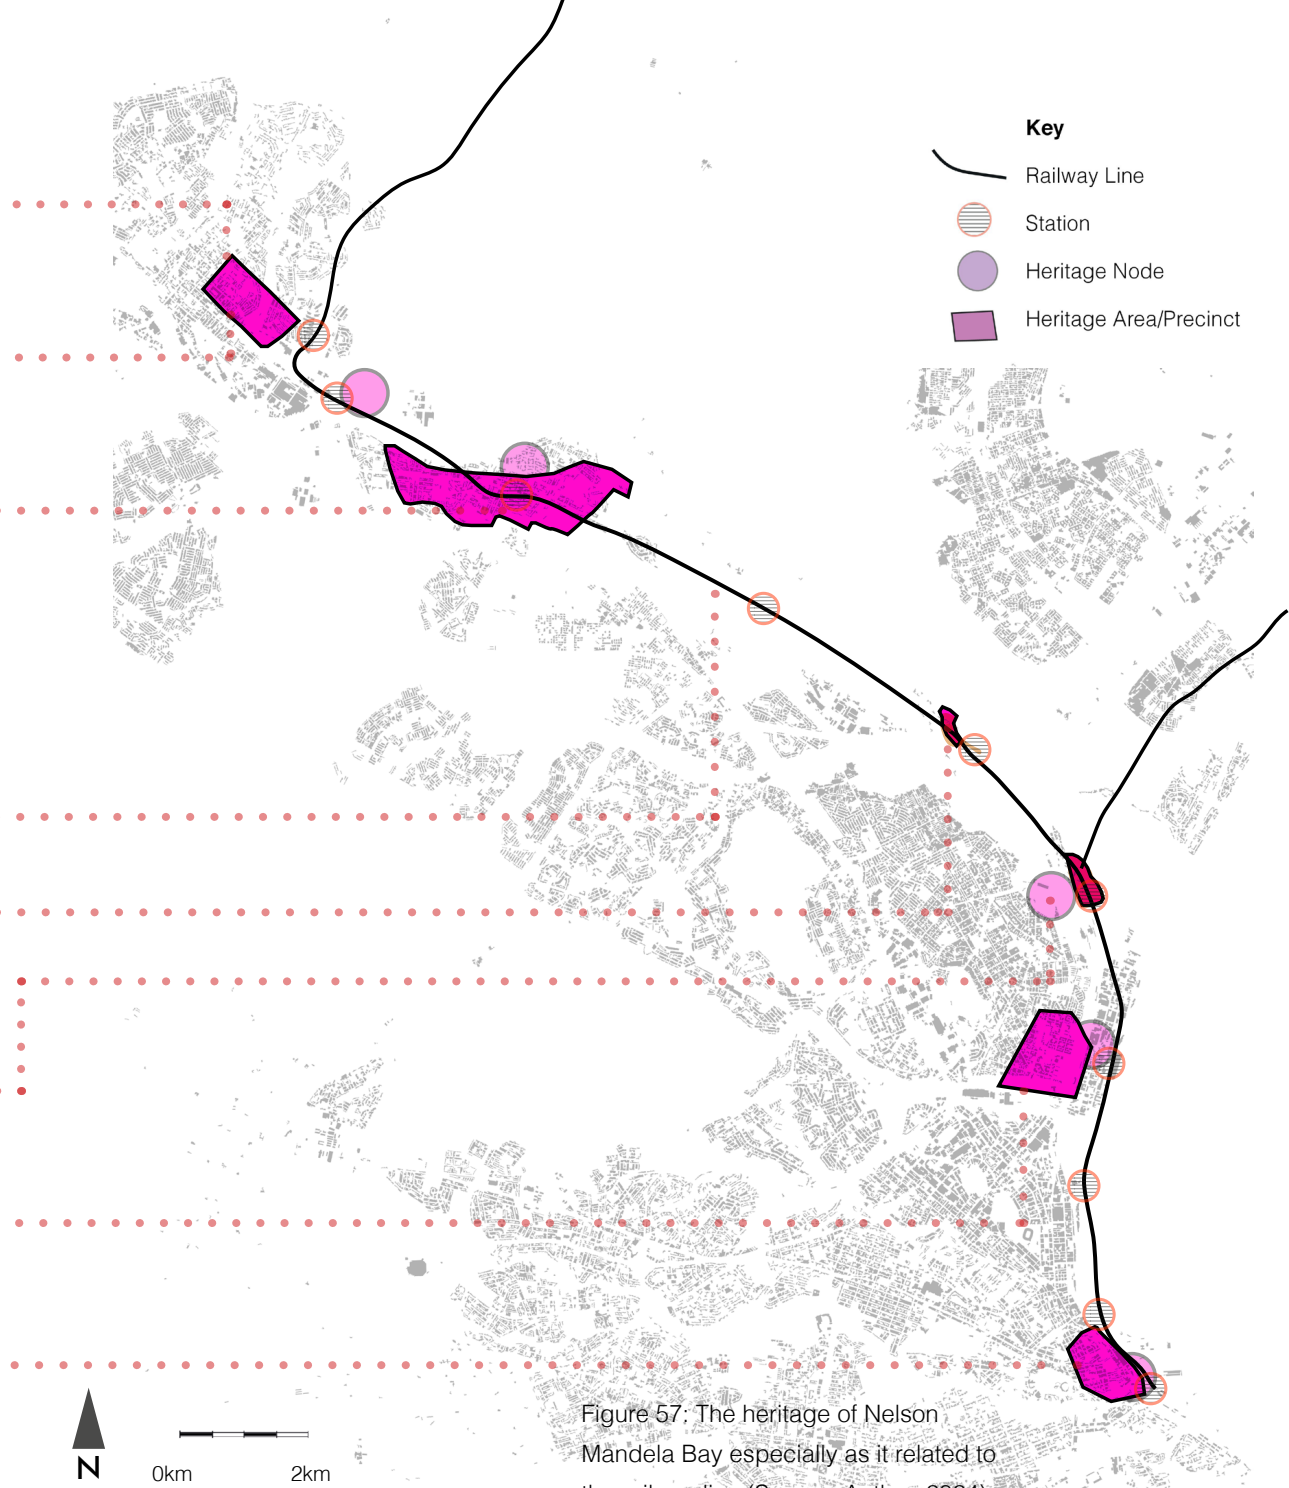 Key
Railway Line
Station
Heritage Node
Heritage Area/Precinct
N
0km 2km
Figure 57: The heritage of Nelson
Mandela Bay especially as it related to